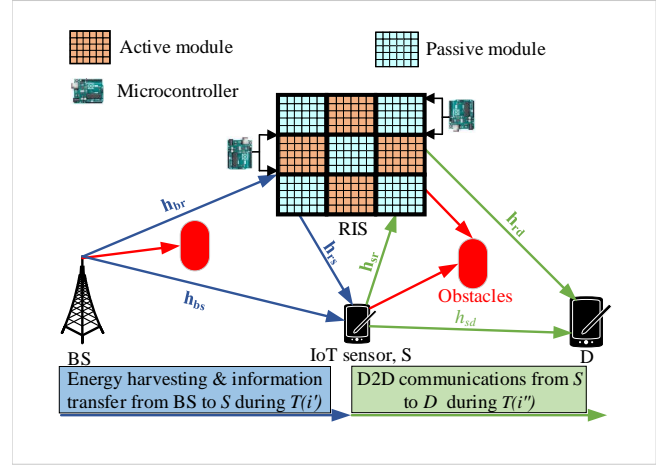 Active module
Passive module
Microcontroller
RIS
h_br
h_rs
h_sr
h_rd
h_bs
h_sd
Obstacles
BS
IoT sensor, S
D
Energy harvesting & information
transfer from BS to S during T(i')
D2D communications from S
to D during T(i'')